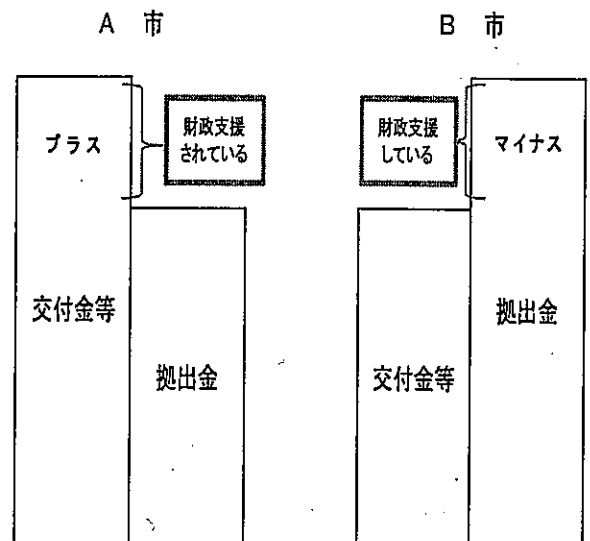 A 市
プラス
財政支援
されている
交付金等
拠出金
B 市
財政支援
している
マイナス
交付金等
拠出金